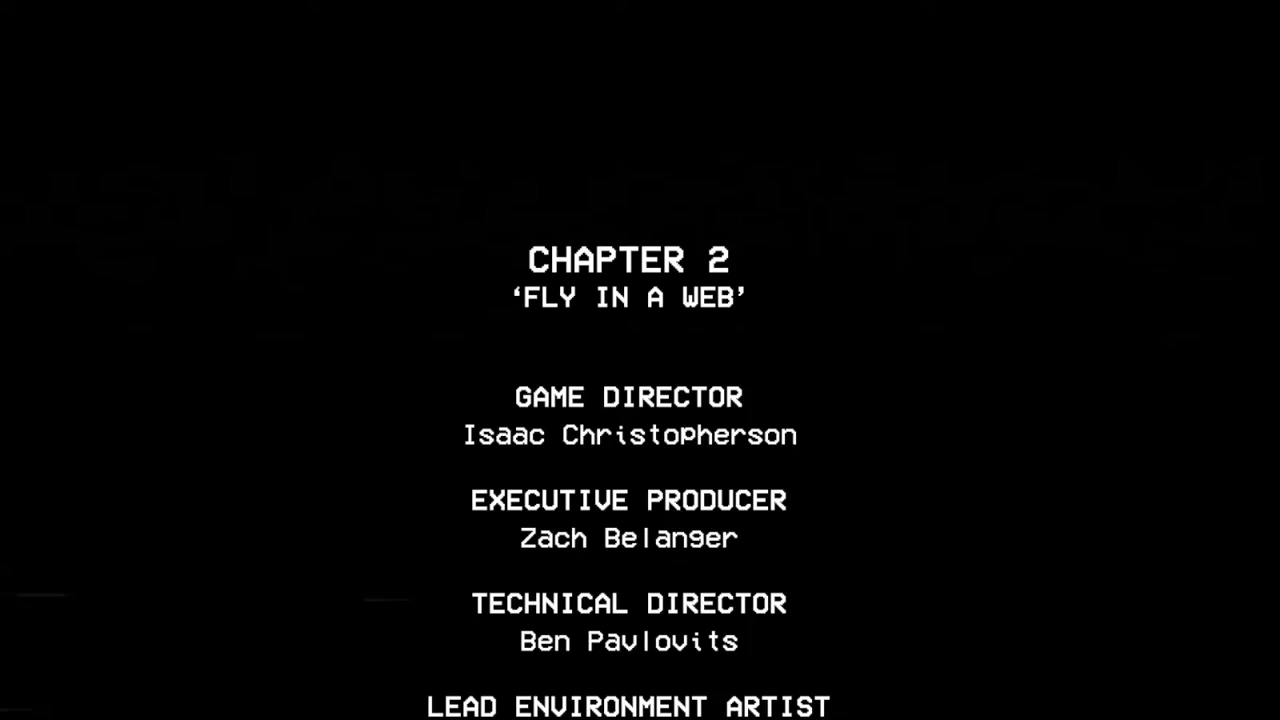 CHAPTER 2
‘FLY IN A WEB’
GAME DIRECTOR
Isaac Christopherson
EXECUTIVE PRODUCER
Zach Belanger
TECHNICAL DIRECTOR
Ben Pavlovits
LEAD ENVIRONMENT ARTIST